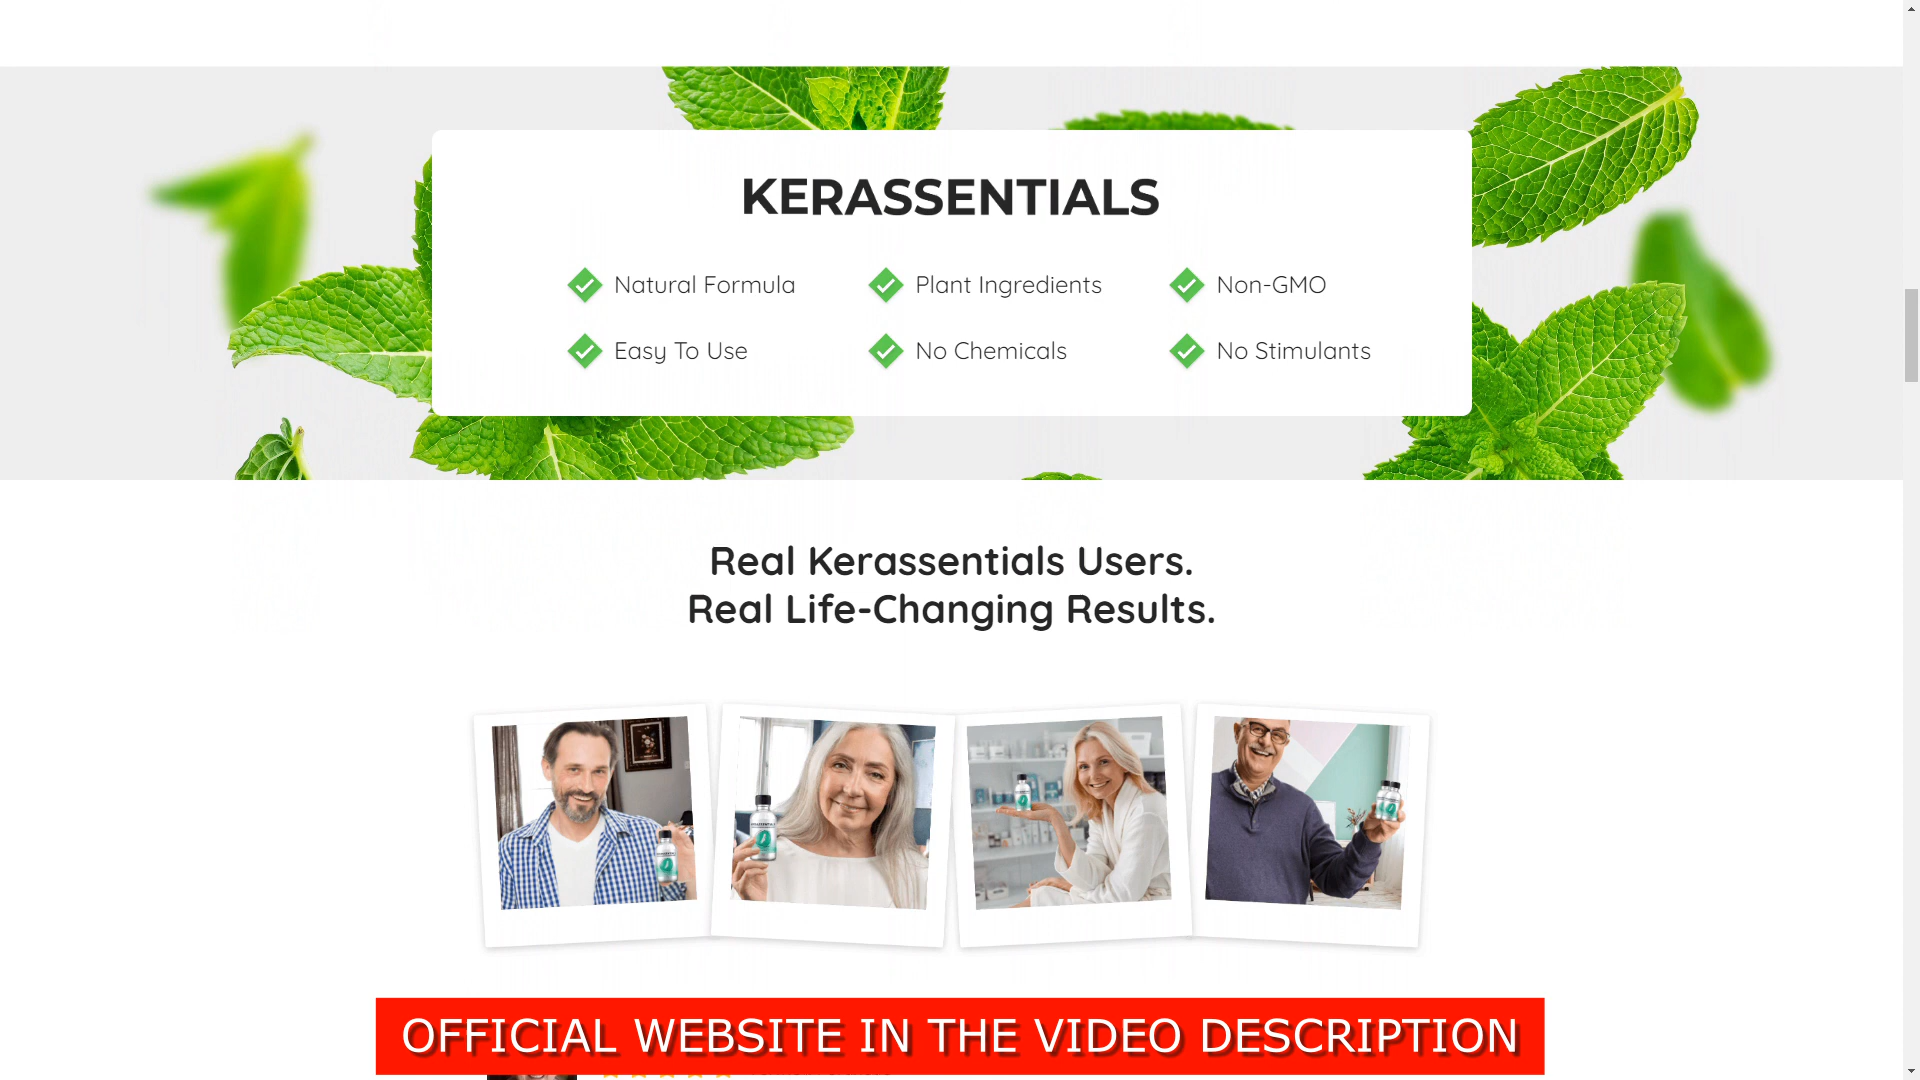 KERASSENTIALS
Natural Formula
Plant Ingredients
Non-GMO
Easy To Use
No Chemicals
No Stimulants
Real Kerassentials Users.
Real Life-Changing Results.
OFFICIAL WEBSITE IN THE VIDEO DESCRIPTION